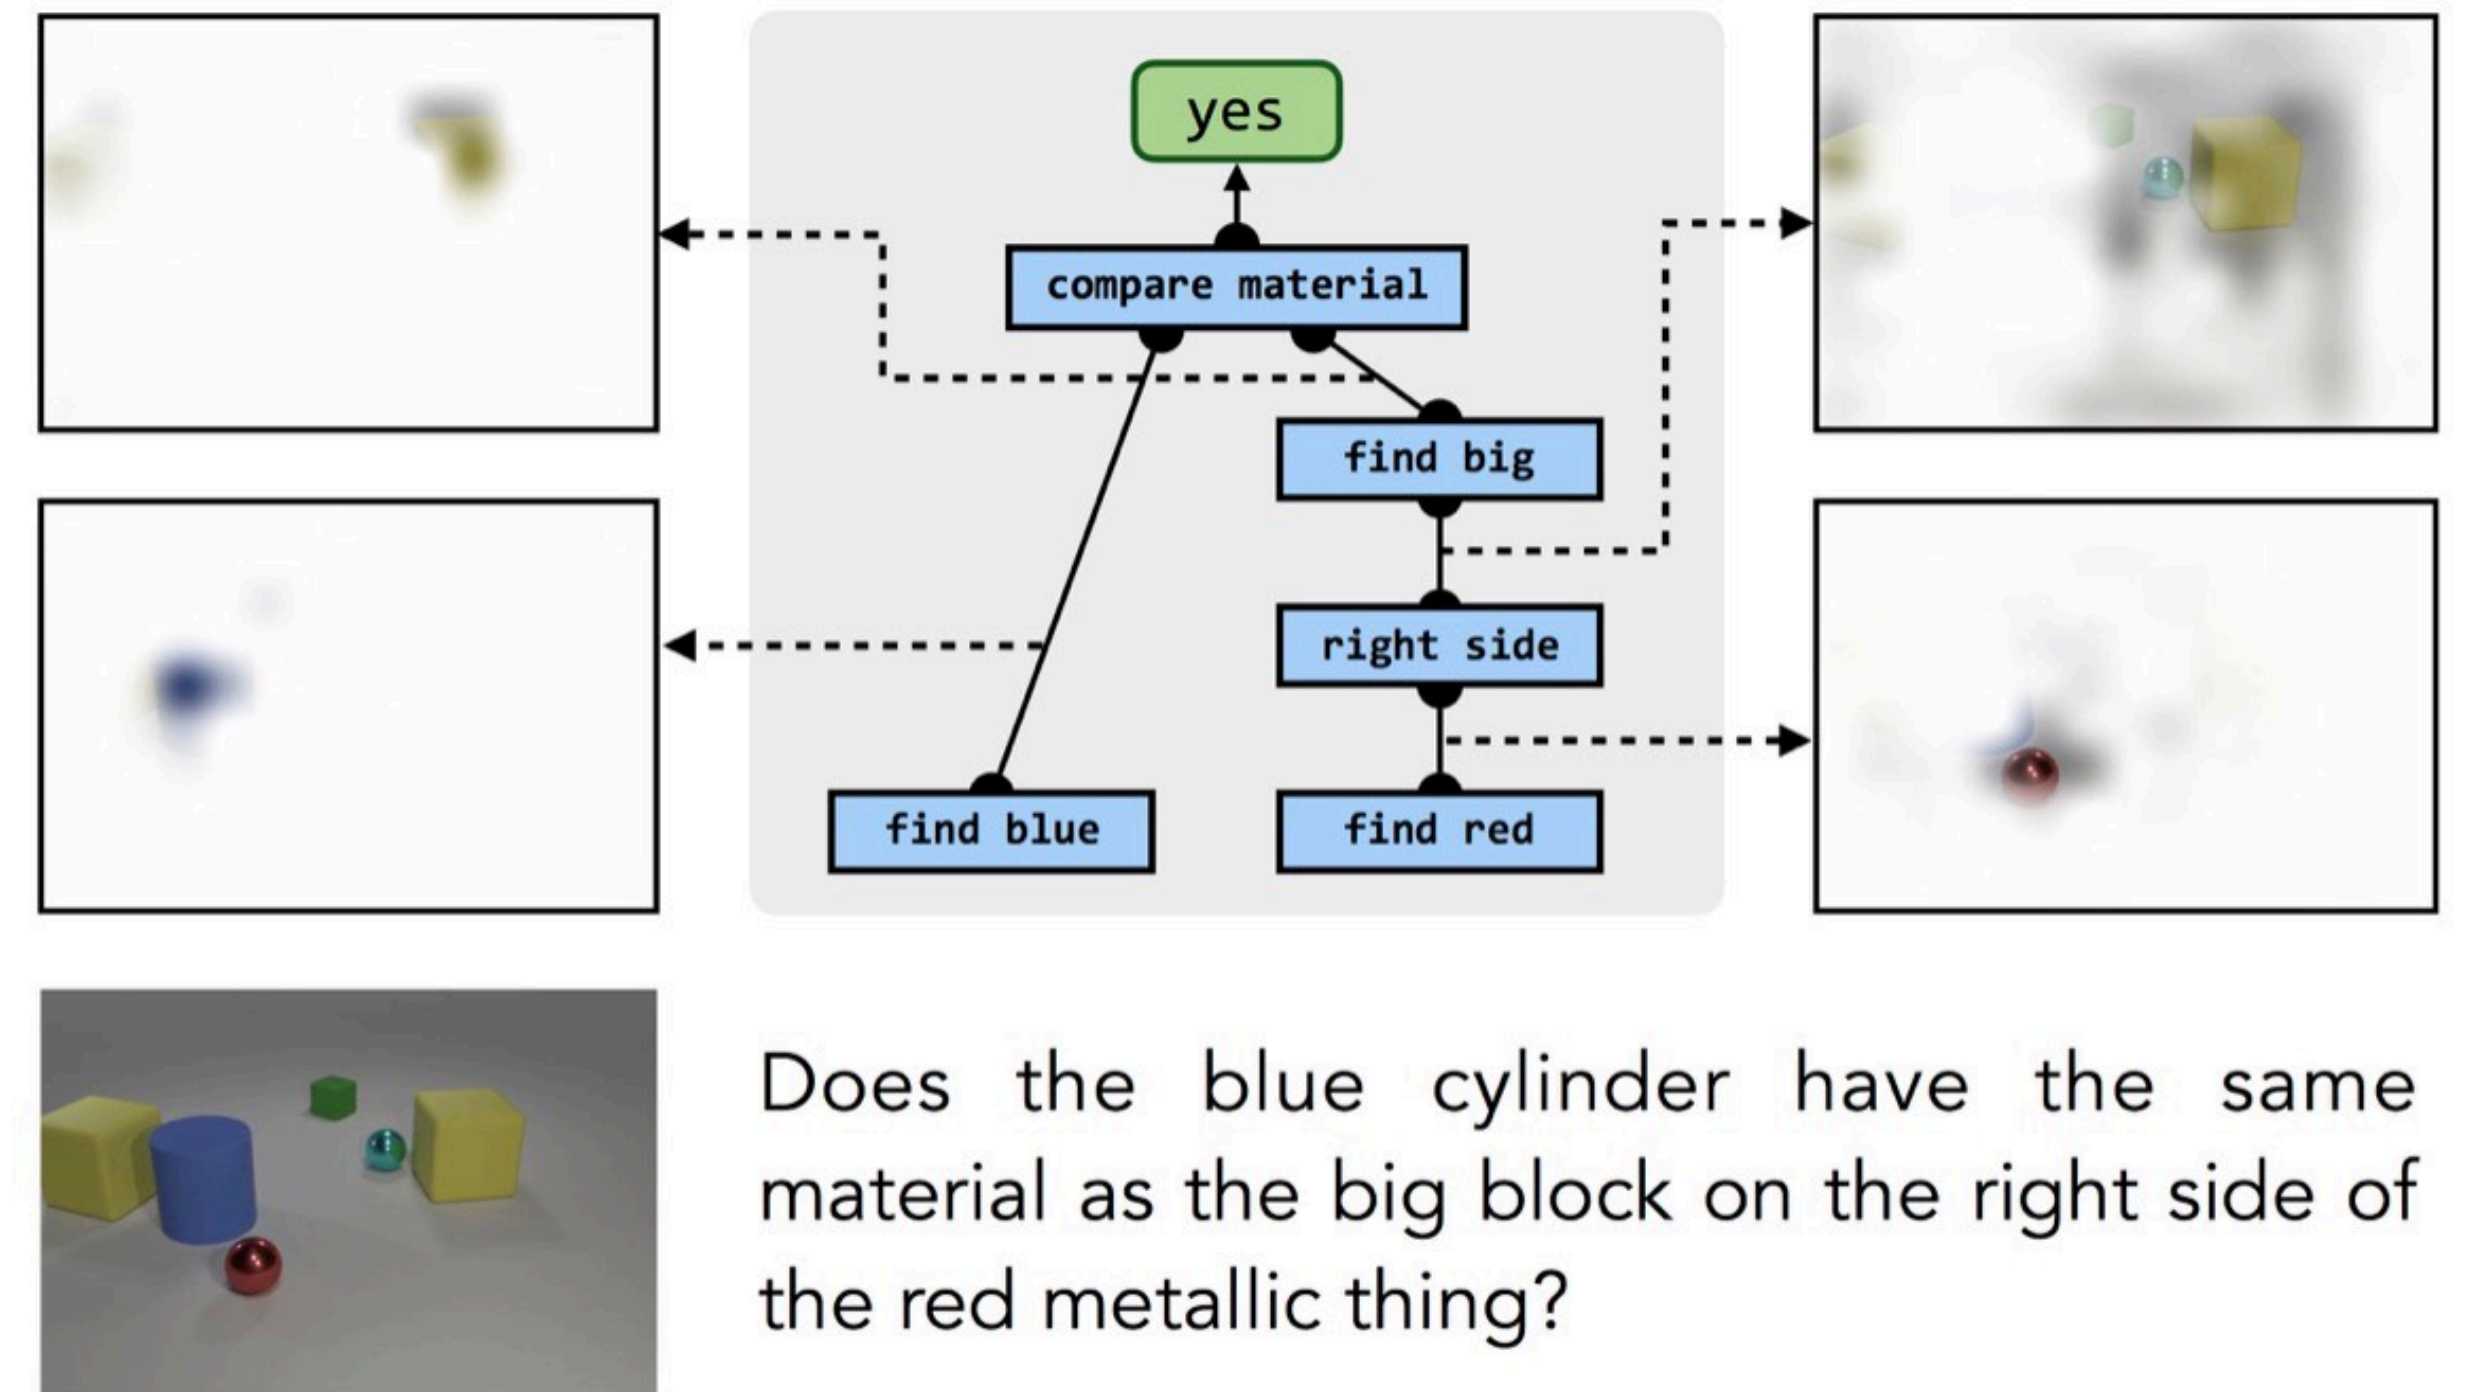 yes
compare material
find big
right side
find blue
find red
Does the blue cylinder have the same
material as the big block on the right side of
the red metallic thing?